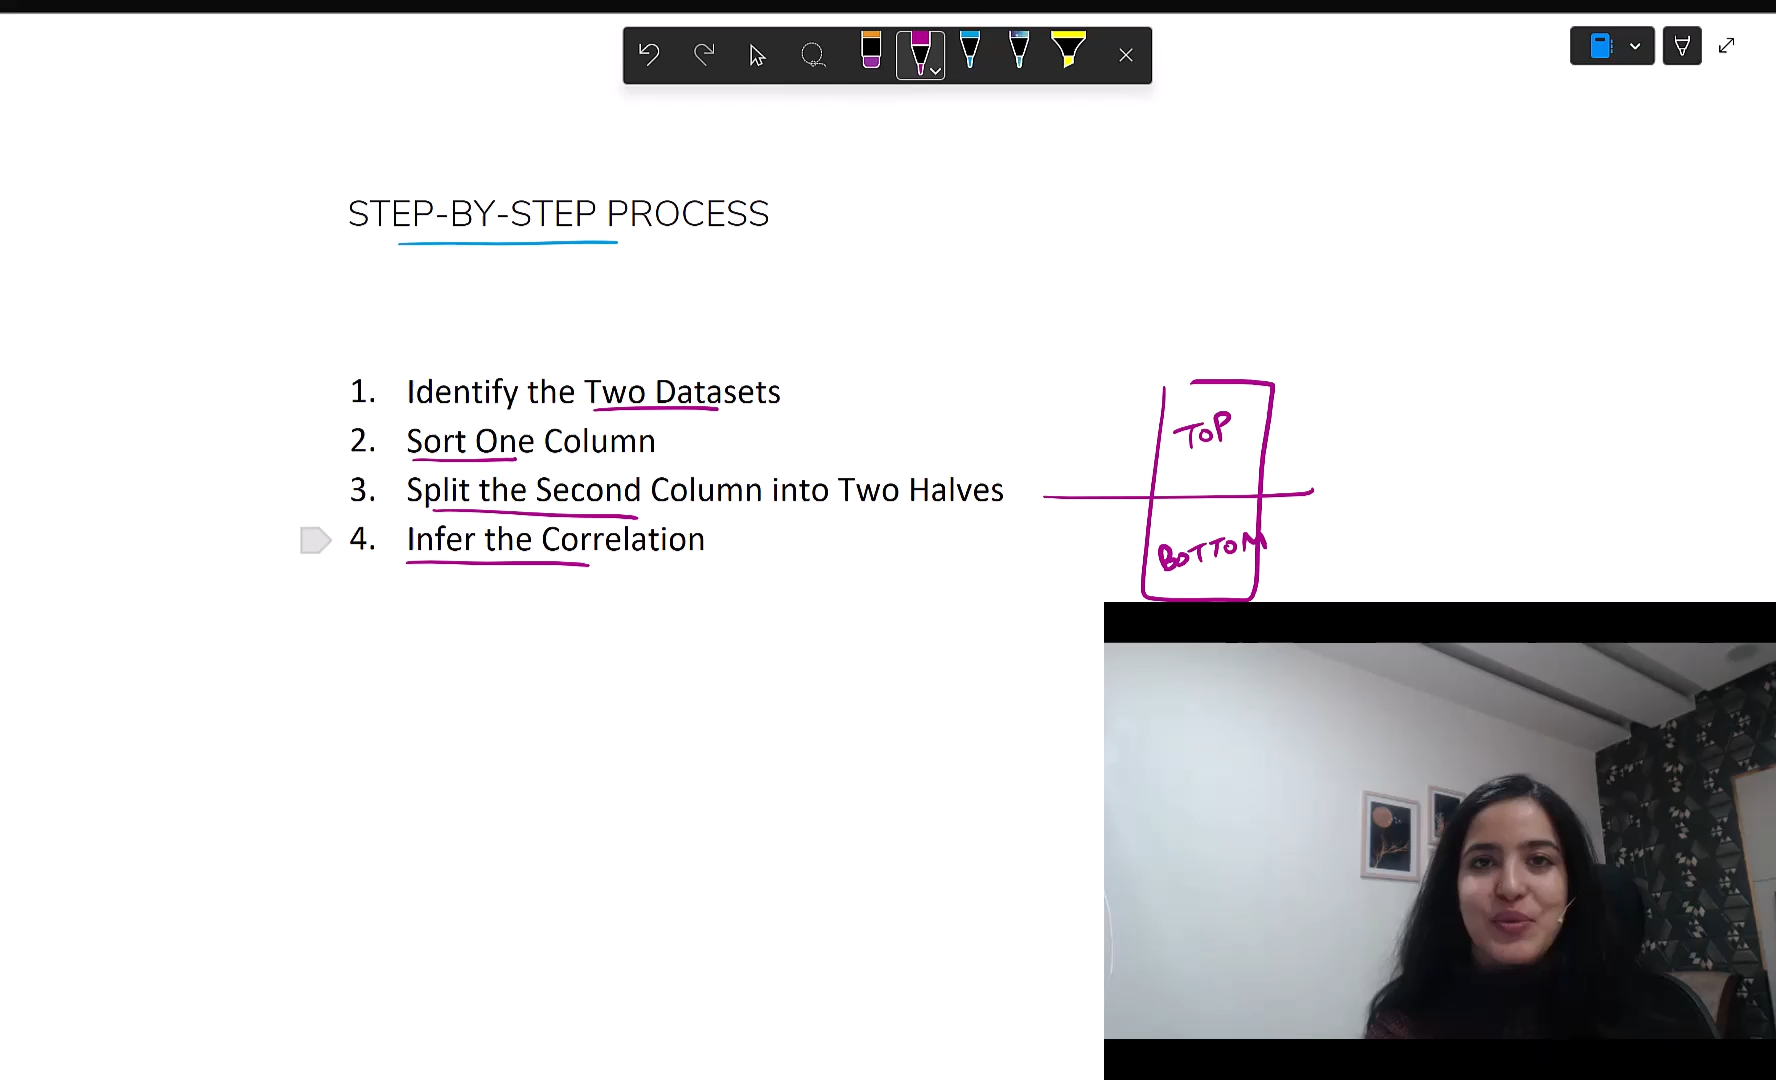 STEP-BY-STEP PROCESS
1. Identify the Two Datasets
2. Sort One Column
3. Split the Second Column into Two Halves
4. Infer the Correlation
TOP
BOTTOM